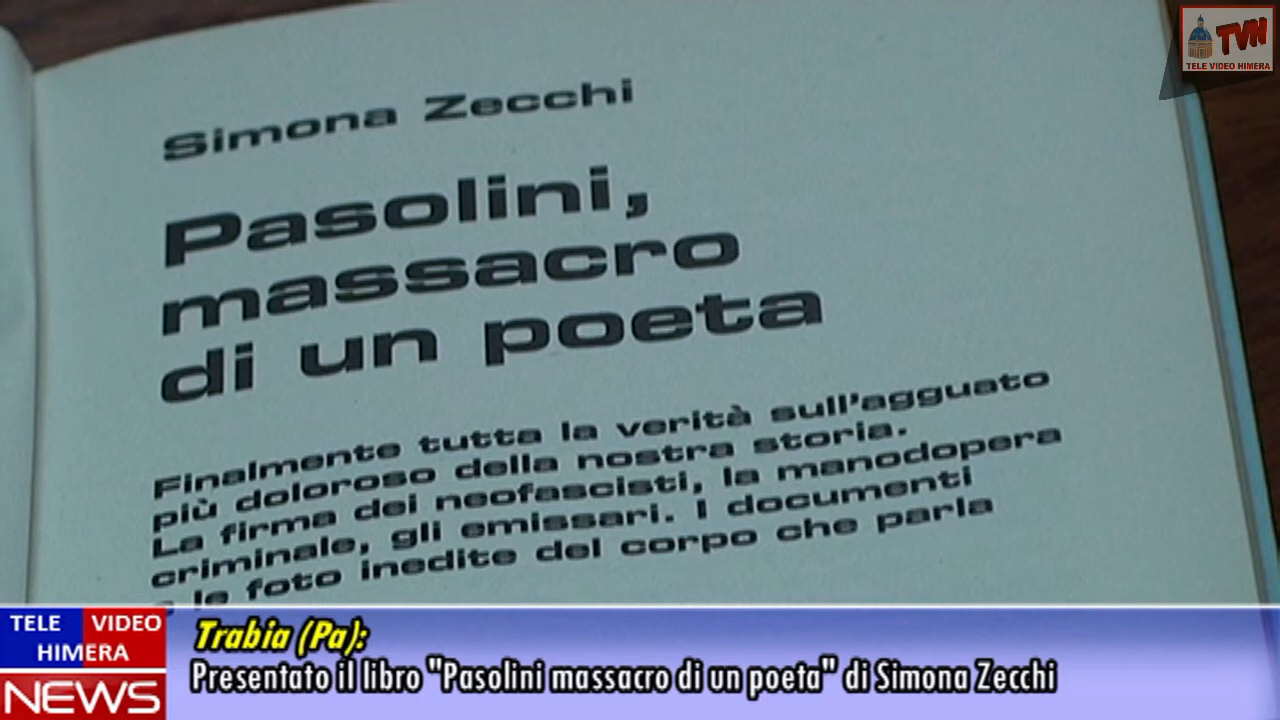 TVH
TELE VIDEO HIMERA
Simona Zecchi
Pasolini,
massacro
di un poeta
Finalmente tutta la verità sull'agguato
più doloroso della nostra storia.
La firma dei neofascisti, la manodopera
criminale, gli emissari. I documenti
e le foto inedite del corpo che parla
TELE VIDEO
HIMERA
NEWS
Trabia (Pa):
Presentato il libro "Pasolini massacro di un poeta" di Simona Zecchi